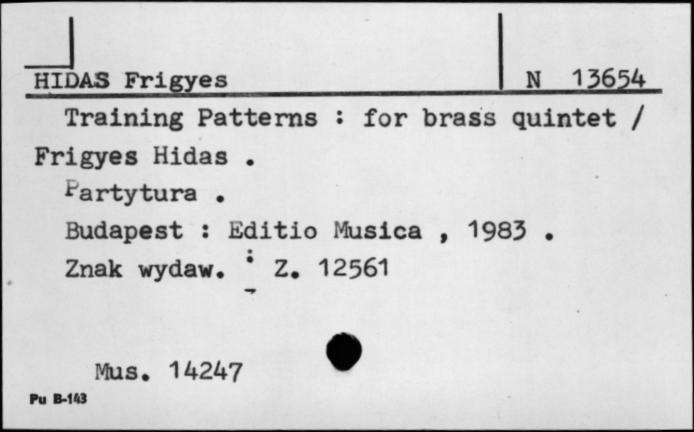 HIDAS Frigyes N 13654
Training Patterns : for brass quintet /
Frigyes Hidas .
Partytura .
Budapest : Editio Musica , 1983 .
Znak wydaw. : Z. 12561
Mus. 14247
Pu B-143